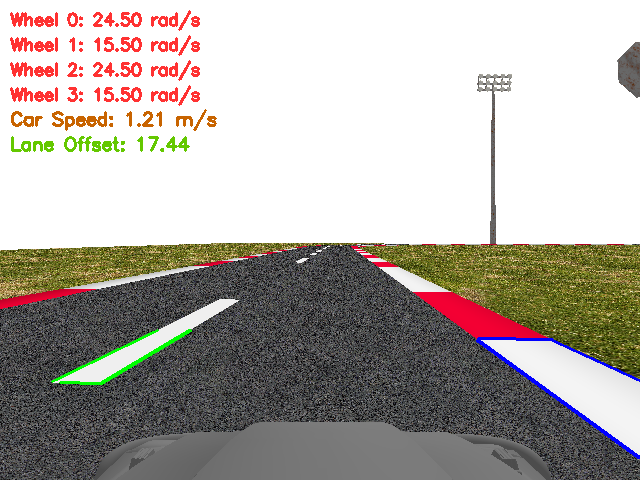 Wheel 0: 24.50 rad/s
Wheel 1: 15.50 rad/s
Wheel 2: 24.50 rad/s
Wheel 3: 15.50 rad/s
Car Speed: 1.21 m/s
Lane Offset: 17.44